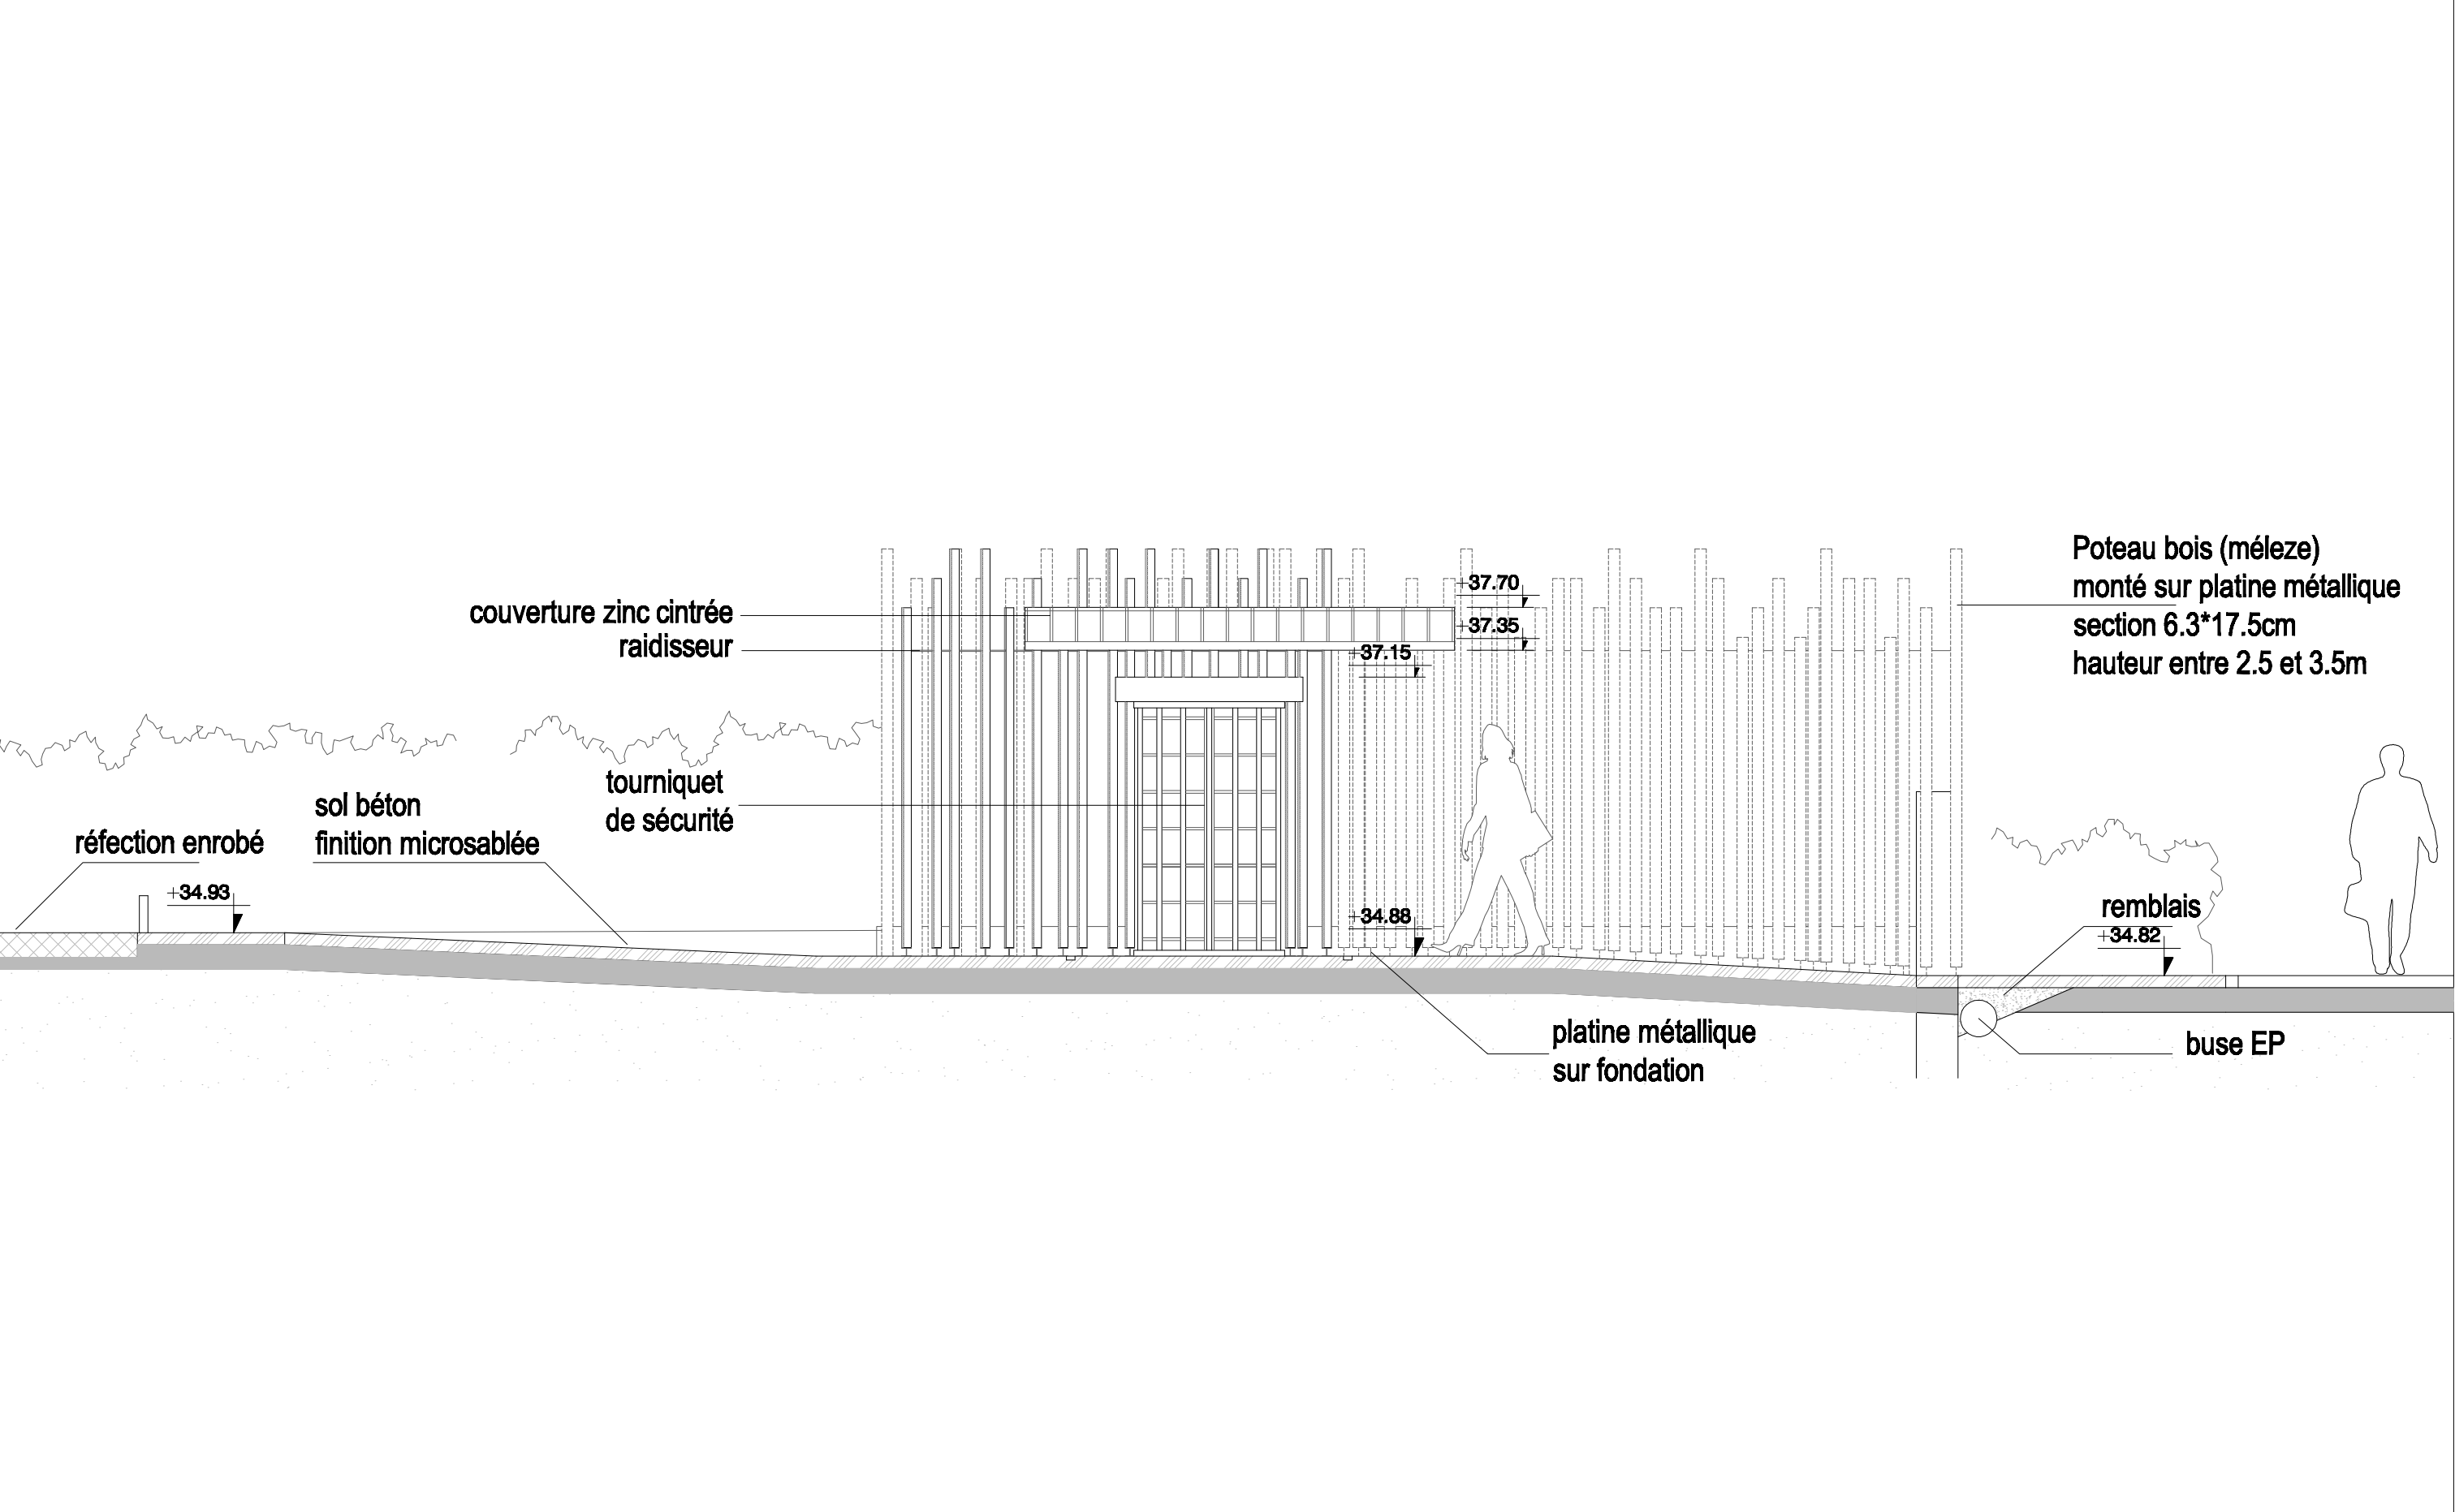 Poteau bois (méleze)
monté sur platine métallique
section 6.3*17.5cm
hauteur entre 2.5 et 3.5m
+37.70
couverture zinc cintrée
+37.35
raidisseur
+37.15
tourniquet
de sécurité
sol béton
finition microsablée
réfection enrobé
+34.93
+34.88
remblais
+34.82
platine métallique
sur fondation
buse EP